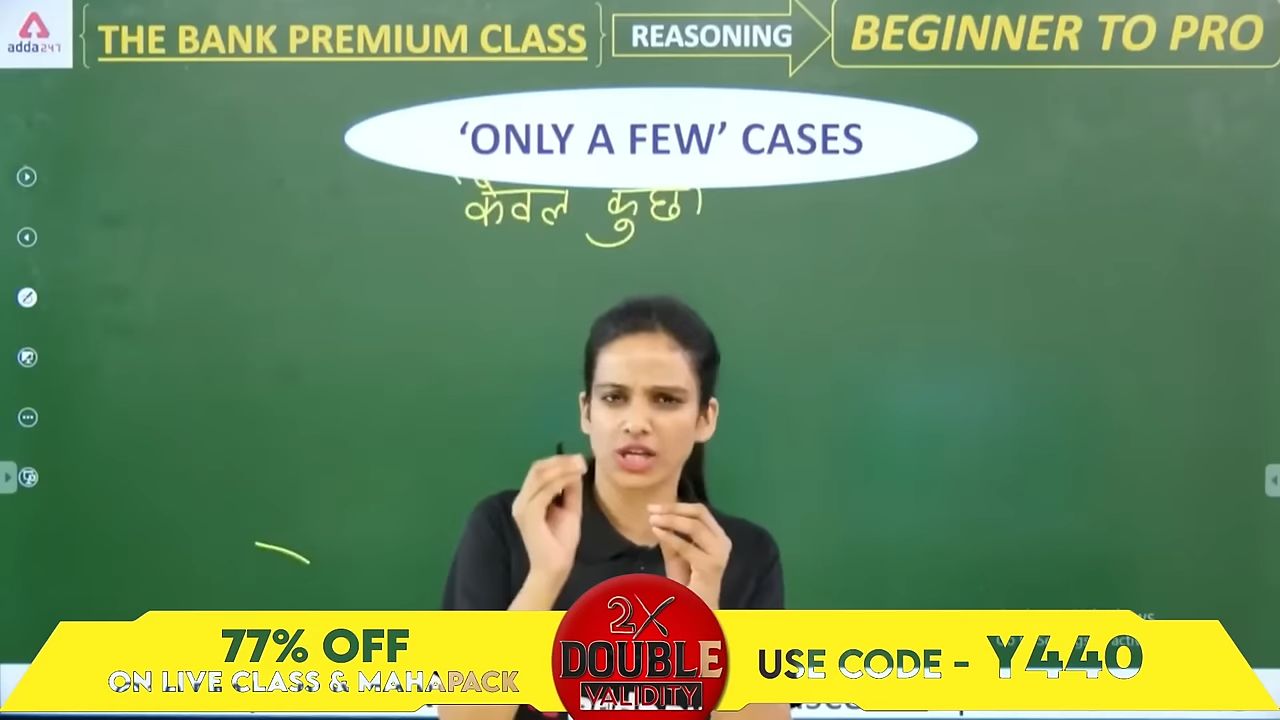 adda247
THE BANK PREMIUM CLASS
REASONING
BEGINNER TO PRO
‘ONLY A FEW’ CASES
केवल कुछ।
77% OFF
ON LIVE CLASS & MAHAPACK
2X
DOUBLE
VALIDITY
USE CODE - Y440